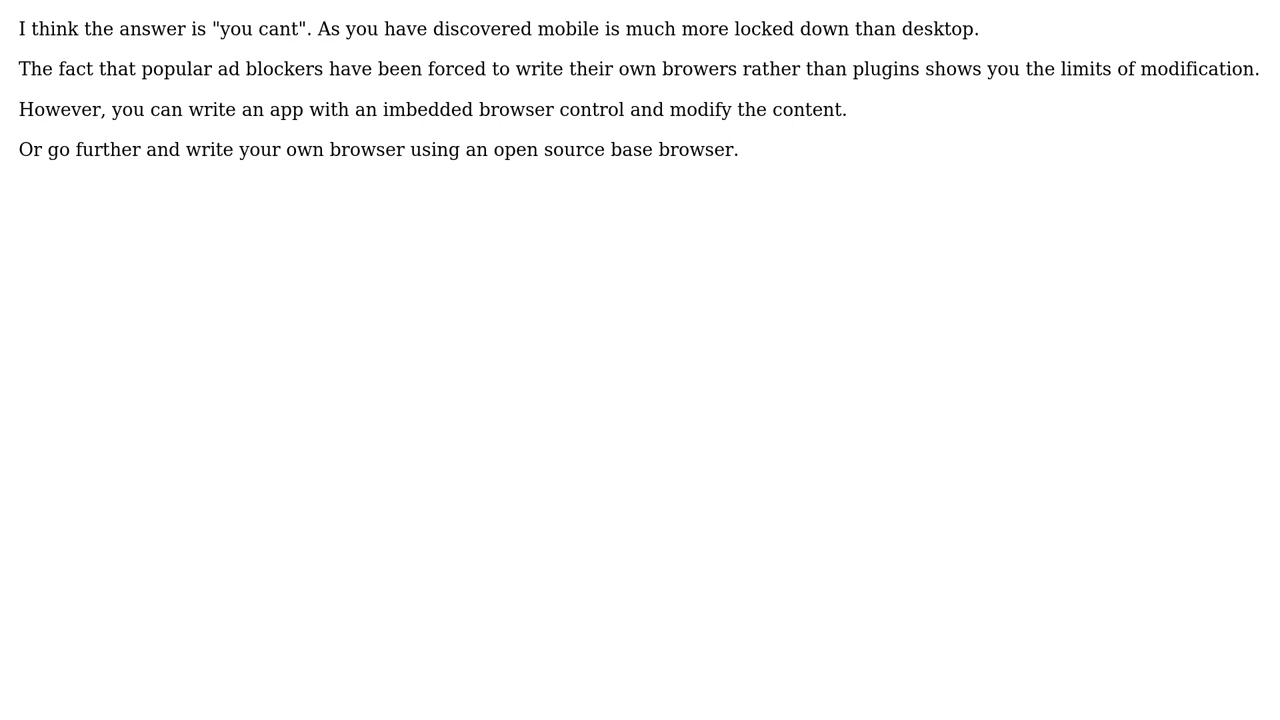 I think the answer is "you cant". As you have discovered mobile is much more locked down than desktop.
The fact that popular ad blockers have been forced to write their own browers rather than plugins shows you the limits of modification.
However, you can write an app with an imbedded browser control and modify the content.
Or go further and write your own browser using an open source base browser.